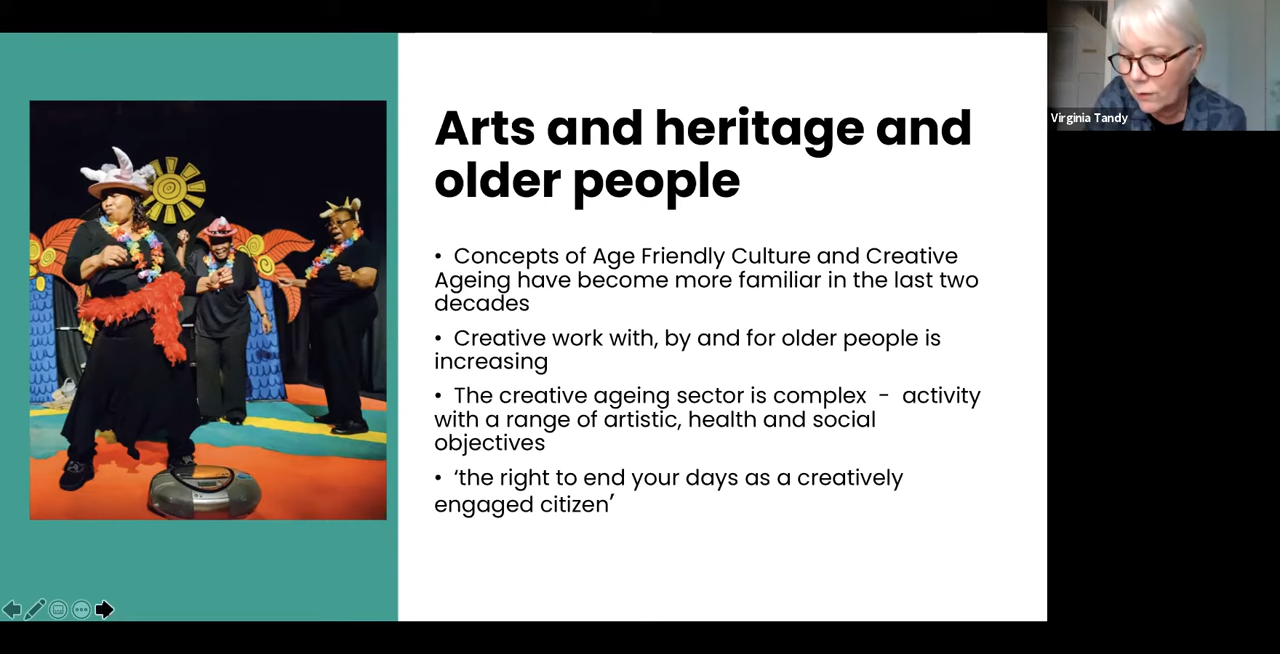 Arts and heritage and
older people
• Concepts of Age Friendly Culture and Creative
Ageing have become more familiar in the last two
decades
• Creative work with, by and for older people is
increasing
• The creative ageing sector is complex - activity
with a range of artistic, health and social
objectives
• ‘the right to end your days as a creatively
engaged citizen’
Virginia Tandy